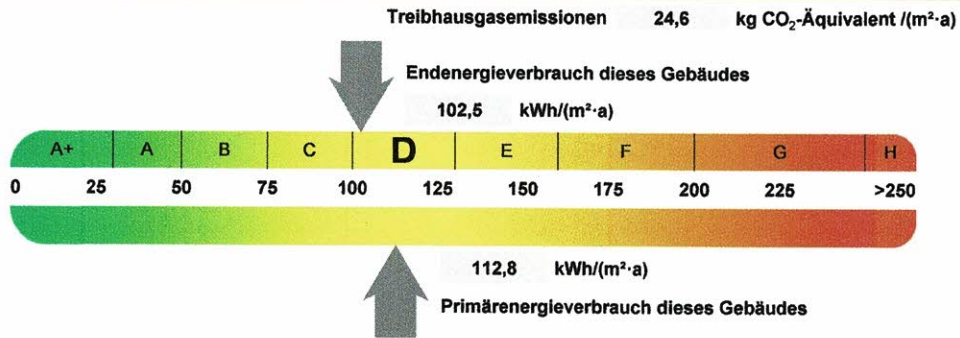 Treibhausgasemissionen 24,6 kg CO₂-Äquivalent /(m²·a)
Endenergieverbrauch dieses Gebäudes
102,5 kWh/(m²·a)
A+ A B C D E F G H
0 25 50 75 100 125 150 175 200 225 >250
112,8 kWh/(m²·a)
Primärenergieverbrauch dieses Gebäudes